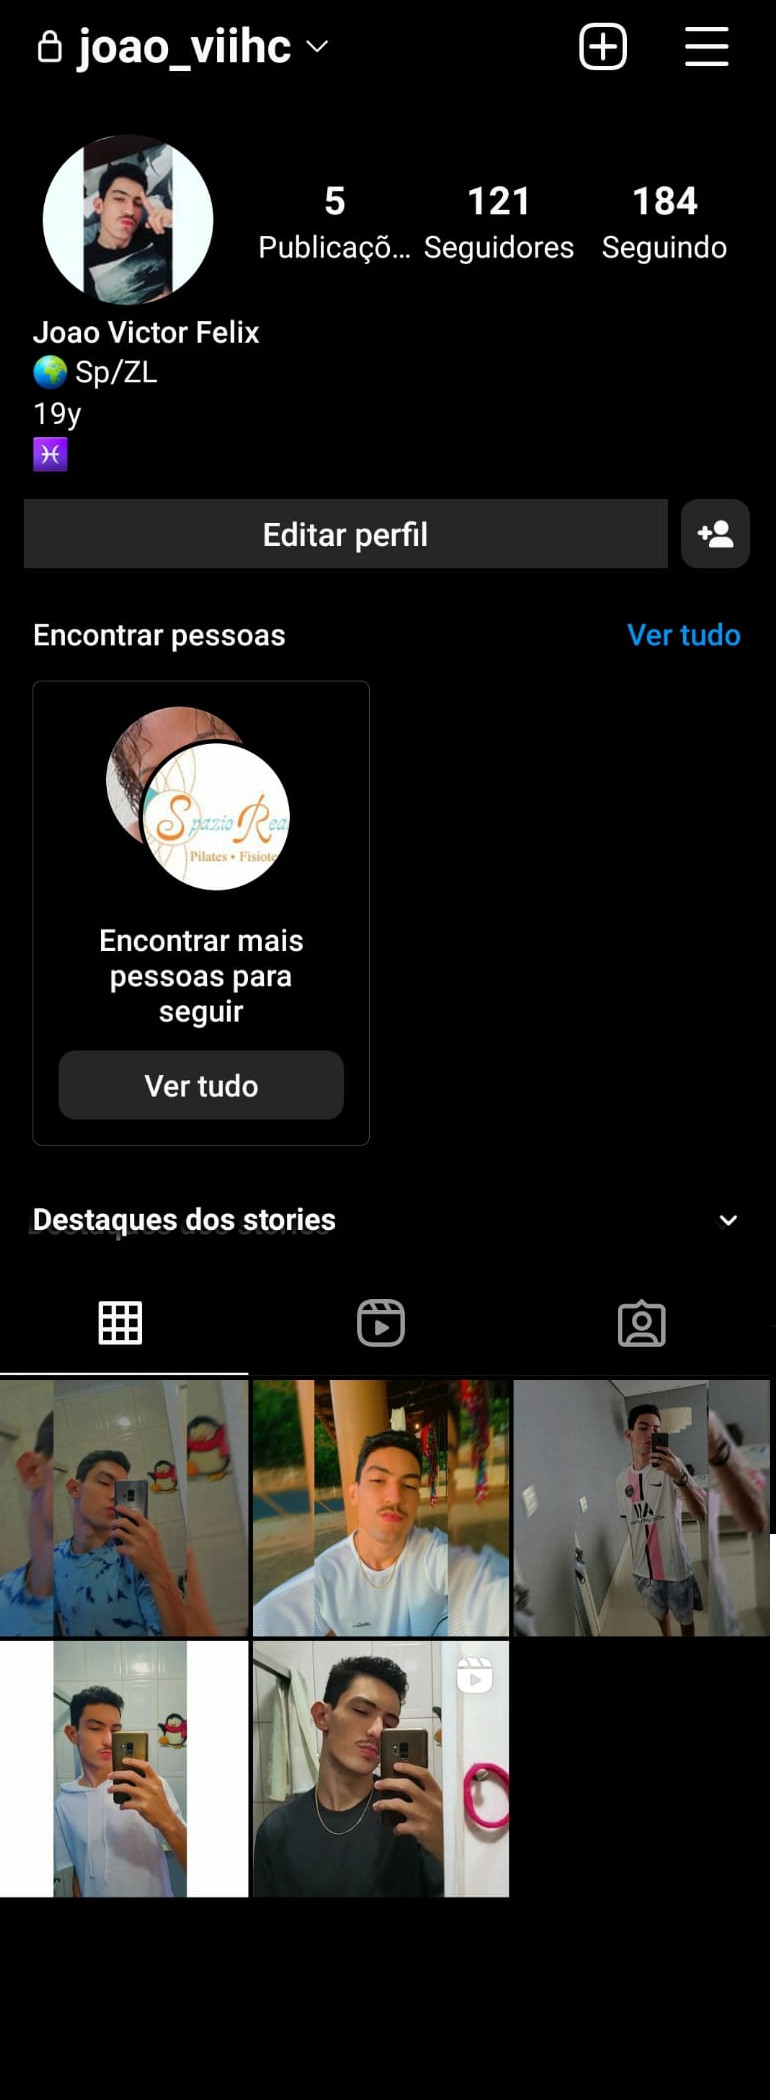 joao_viihc
5 121 184
Publicaçõ... Seguidores Seguindo
Joao Victor Felix
Sp/ZL
19y
Editar perfil
Encontrar pessoas Ver tudo
Spazio Rea
Pilates • Fisiote
Encontrar mais
pessoas para
seguir
Ver tudo
Destaques dos stories